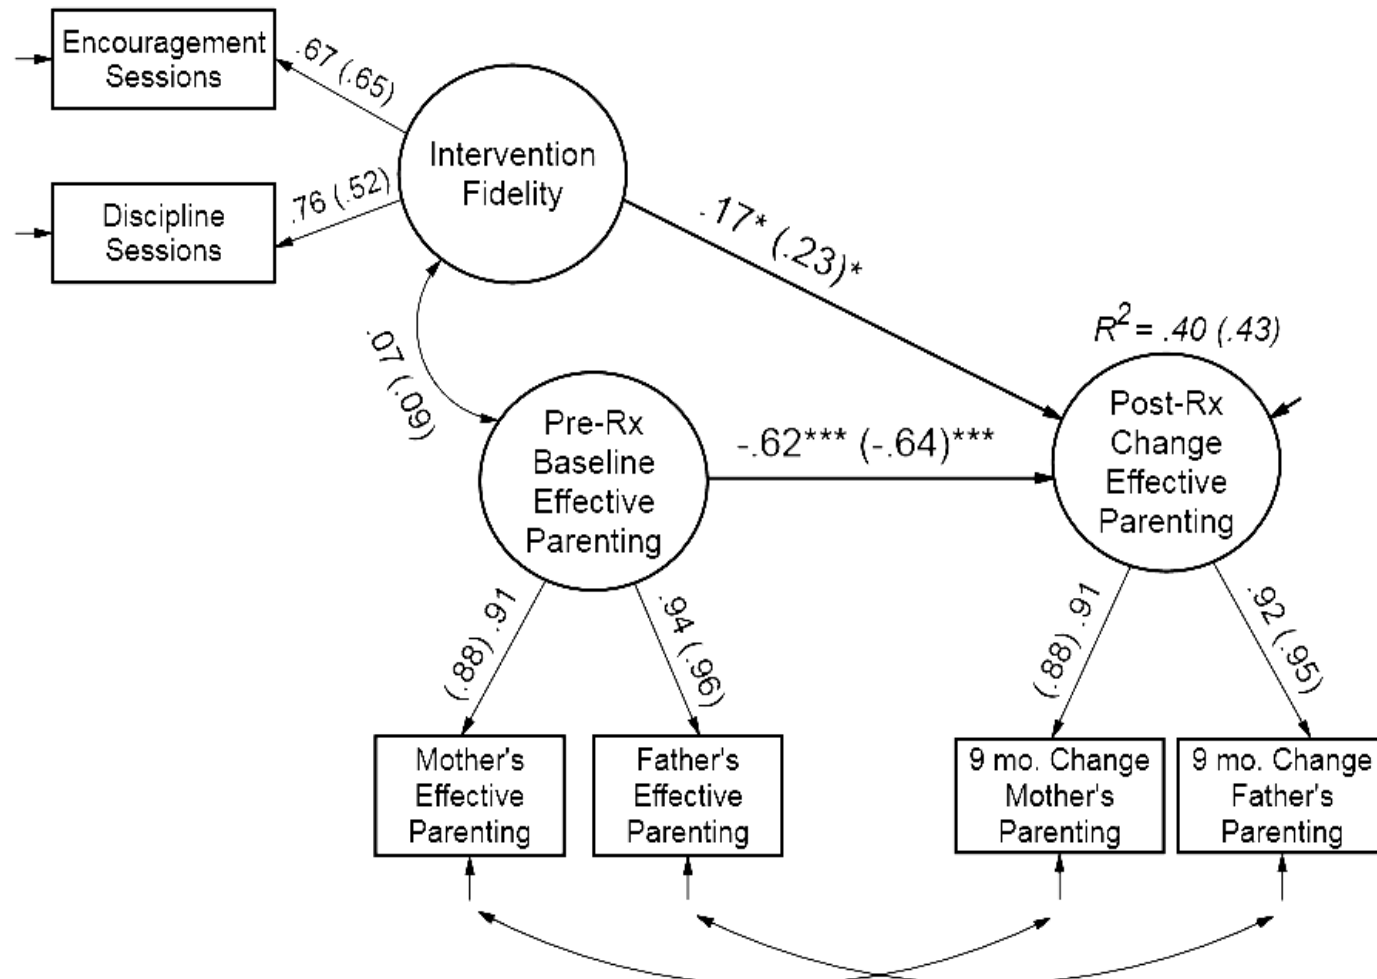 Encouragement
Sessions
.67 (.65)
Intervention
Fidelity
Discipline
Sessions
.76 (.52)
.17* (.23)*
.07 (.09)
R² = .40 (.43)
Pre-Rx
Baseline
Effective
Parenting
-.62*** (-.64)***
Post-Rx
Change
Effective
Parenting
(.88) .91
.94 (.96)
(.88) .91
.92 (.95)
Mother's
Effective
Parenting
Father's
Effective
Parenting
9 mo. Change
Mother's
Parenting
9 mo. Change
Father's
Parenting